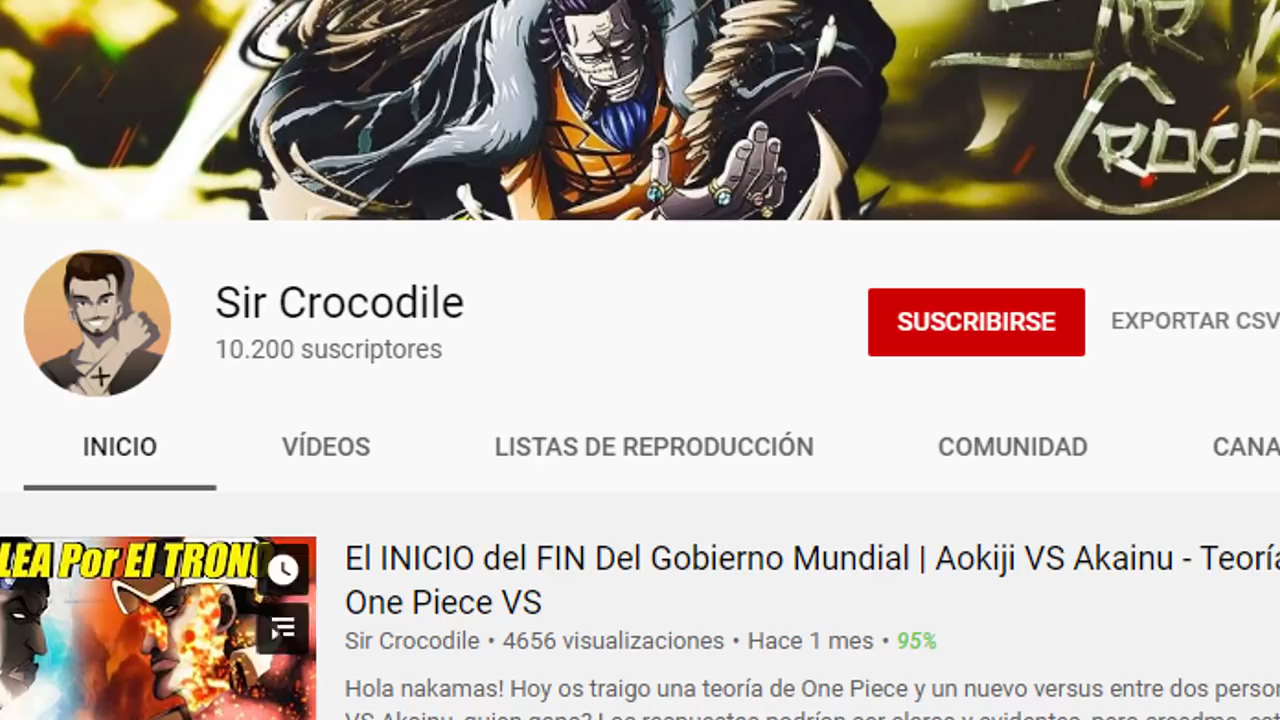 Sir Crocodile
10.200 suscriptores
SUSCRIBIRSE
EXPORTAR CSV
INICIO
VÍDEOS
LISTAS DE REPRODUCCIÓN
COMUNIDAD
CANA
LEA Por El TRONO
El INICIO del FIN Del Gobierno Mundial | Aokiji VS Akainu - Teoría
One Piece VS
Sir Crocodile • 4656 visualizaciones • Hace 1 mes • 95%
Hola nakamas! Hoy os traigo una teoría de One Piece y un nuevo versus entre dos person